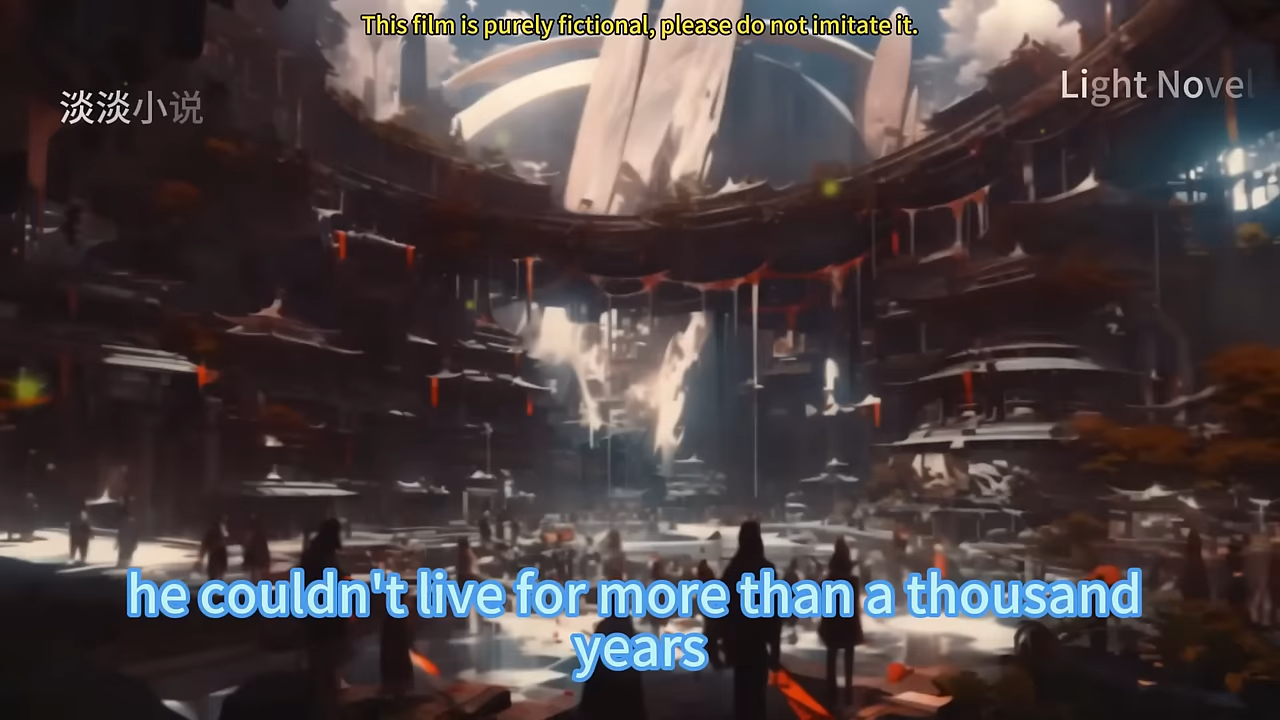 This film is purely fictional, please do not imitate it.
淡淡小说
Light Novel
he couldn't live for more than a thousand
years